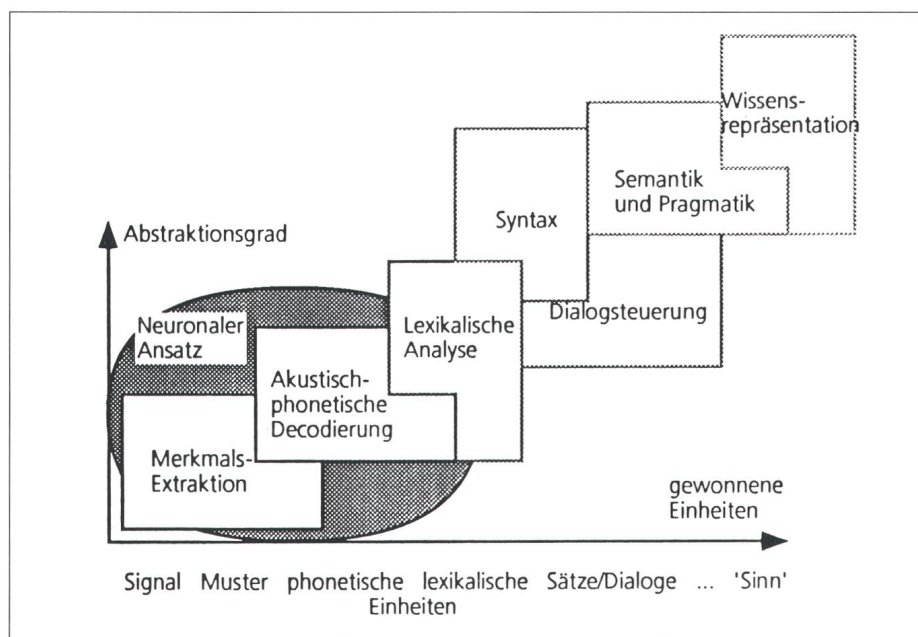 Wissens-
repräsentation
Semantik
und Pragmatik
Syntax
Abstraktionsgrad
Dialogsteuerung
Neuronaler
Ansatz
Lexikalische
Analyse
Akustisch-
phonetische
Decodierung
Merkmals-
Extraktion
gewonnene
Einheiten
Signal Muster phonetische lexikalische Sätze/Dialoge ... 'Sinn'
Einheiten